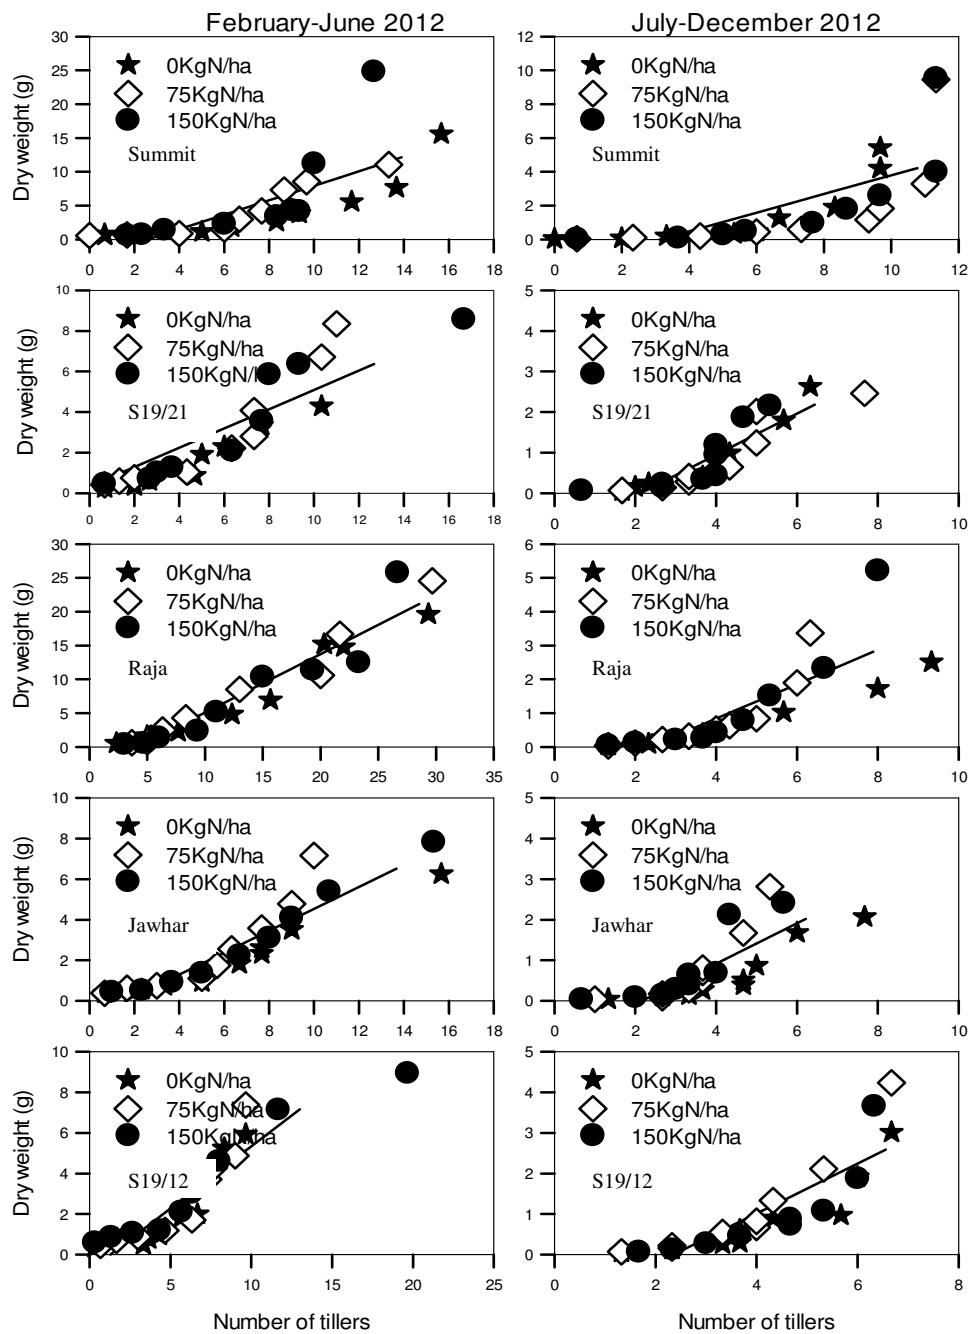 February-June 2012
July-December 2012
Dry weight (g)
30
25
20
15
10
5
0
0KgN/ha
75KgN/ha
150KgN/ha
Summit
0 2 4 6 8 10 12 14 16 18
12
10
8
6
4
2
0
0KgN/ha
75KgN/ha
150KgN/ha
Summit
0 2 4 6 8 10 12
Dry weight (g)
10
8
6
4
2
0
0KgN/ha
75KgN/ha
150KgN/
S19/21
0 2 4 6 8 10 12 14 16 18
5
4
3
2
1
0
0KgN/ha
75KgN/ha
150KgN/ha
S19/21
0 2 4 6 8 10
Dry weight (g)
30
25
20
15
10
5
0
0KgN/ha
75KgN/ha
150KgN/ha
Raja
0 5 10 15 20 25 30 35
6
5
4
3
2
1
0
0KgN/ha
75KgN/ha
150KgN/ha
Raja
0 2 4 6 8 10
Dry weight (g)
10
8
6
4
2
0
0KgN/ha
75KgN/ha
150KgN/ha
Jawhar
0 2 4 6 8 10 12 14 16 18
5
4
3
2
1
0
0KgN/ha
75KgN/ha
150KgN/ha
Jawhar
0 2 4 6 8 10
Dry weight (g)
10
8
6
4
2
0
0KgN/ha
75KgN/ha
150KgN/ha
S19/12
0 5 10 15 20 25
5
4
3
2
1
0
0KgN/ha
75KgN/ha
150KgN/ha
S19/12
0 2 4 6 8
Number of tillers
Number of tillers